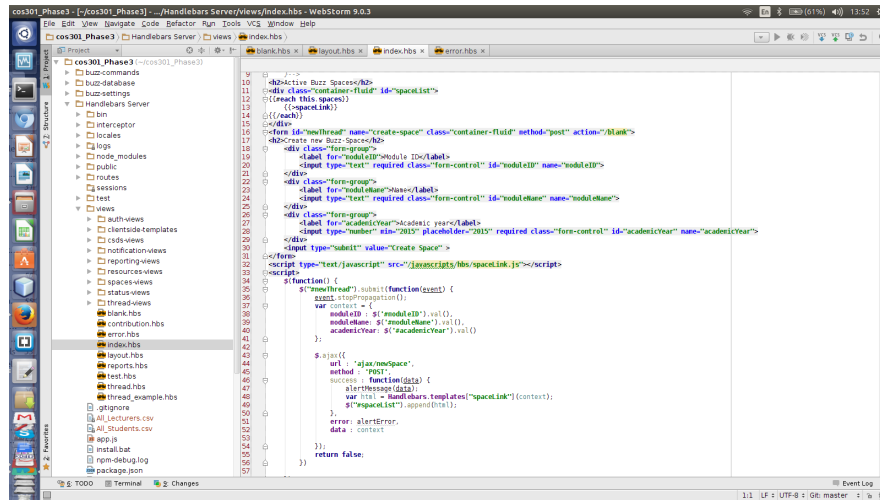 cos301_Phase3 - [~/cos301_Phase3] - .../Handlebars Server/views/index.hbs - WebStorm 9.0.3
En
(61%)
13:52
File Edit View Navigate Code Refactor Run Tools VCS Window Help
cos301_Phase3 Handlebars Server views index.hbs
Project
blank.hbs × layout.hbs × index.hbs × error.hbs ×
1: Project
2: Structure
2: Favorites
cos301_Phase3 (~/cos301_Phase3)
buzz-commands
buzz-database
buzz-settings
Handlebars Server
bin
interceptor
locales
logs
node_modules
public
routes
sessions
test
views
auth-views
clientside-templates
csds-views
notification-views
reporting-views
resources-views
spaces-views
status-views
thread-views
blank.hbs
contribution.hbs
error.hbs
index.hbs
layout.hbs
reports.hbs
test.hbs
thread.hbs
thread_example.hbs
.gitignore
All_Lecturers.csv
All_Students.csv
app.js
install.bat
npm-debug.log
package.json
9 />-->
10 <h2>Active Buzz Spaces</h2>
11 <div class="container-fluid" id="spaceList">
12 {{#each this.spaces}}
13 {{>spaceLink}}
14 {{/each}}
15 </div>
16 <form id="newThread" name="create-space" class="container-fluid" method="post" action="/blank">
17 <h2>Create new Buzz-Space</h2>
18 <div class="form-group">
19 <label for="moduleID">Module ID</label>
20 <input type="text" required class="form-control" id="moduleID" name="moduleID">
21 </div>
22 <div class="form-group">
23 <label for="moduleName">Name</label>
24 <input type="text" required class="form-control" id="moduleName" name="moduleName">
25 </div>
26 <div class="form-group">
27 <label for="academicYear">Academic year</label>
28 <input type="number" min="2015" placeholder="2015" required class="form-control" id="academicYear" name="academicYear">
29 </div>
30 <input type="submit" value="Create Space" >
31 </form>
32 <script type="text/javascript" src="/javascripts/hbs/spaceLink.js"></script>
33 <script>
34 $(function() {
35 $("#newThread").submit(function(event) {
36 event.stopPropagation();
37 var context = {
38 moduleID : $('#moduleID').val(),
39 moduleName: $('#moduleName').val(),
40 academicYear: $('#academicYear').val()
41 };
42
43 $.ajax({
44 url : 'ajax/newSpace',
45 method : 'POST',
46 success : function(data) {
47 alertMessage(data);
48 var html = Handlebars.templates["spaceLink"](context);
49 $("#spaceList").append(html);
50 },
51 error: alertError,
52 data : context
53
54 });
55 return false;
56 })
57
6: TODO Terminal 9: Changes Event Log
1:1 LF UTF-8 Git: master